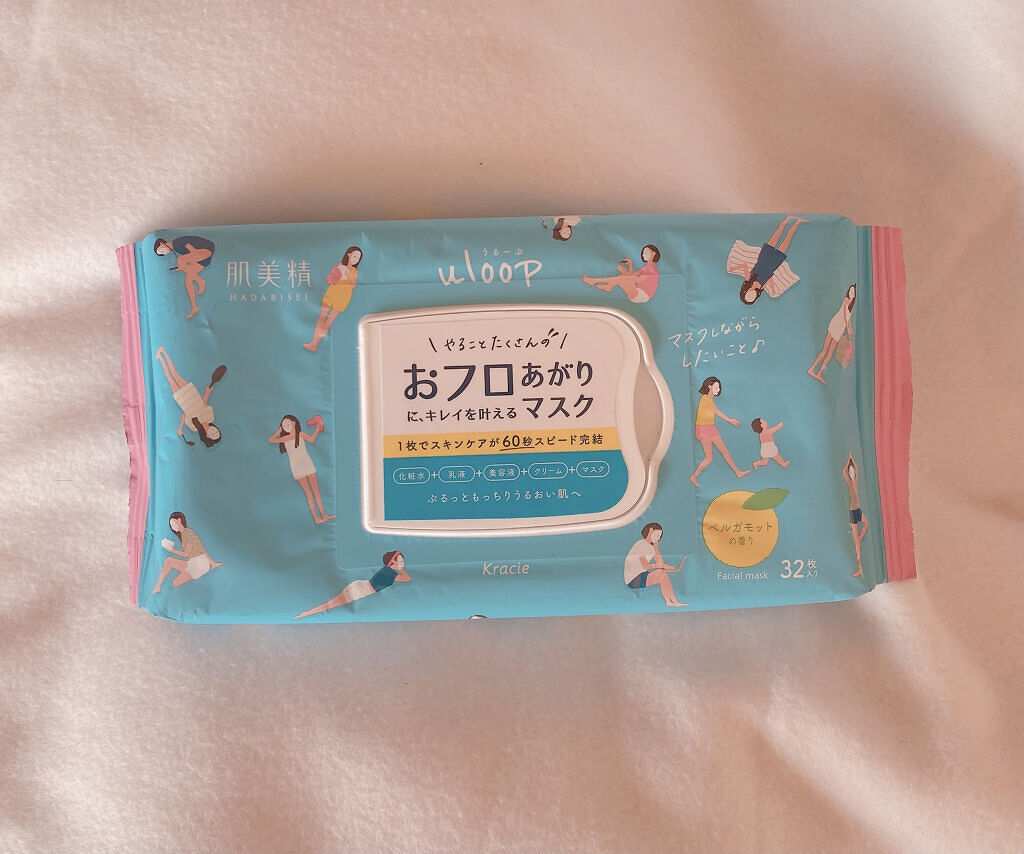 肌美精
HADABISEI
うるーぷ
uloop
\ やることたくさんの /
おフロあがり
に、キレイを叶えるマスク
1枚でスキンケアが60秒スピード完結
化粧水+乳液+美容液+クリーム+マスク
ぷるっともっちりうるおい肌へ
マスクしながら
したいこと♪
ベルガモット
の香り
Facial mask 32枚入り
Kracie